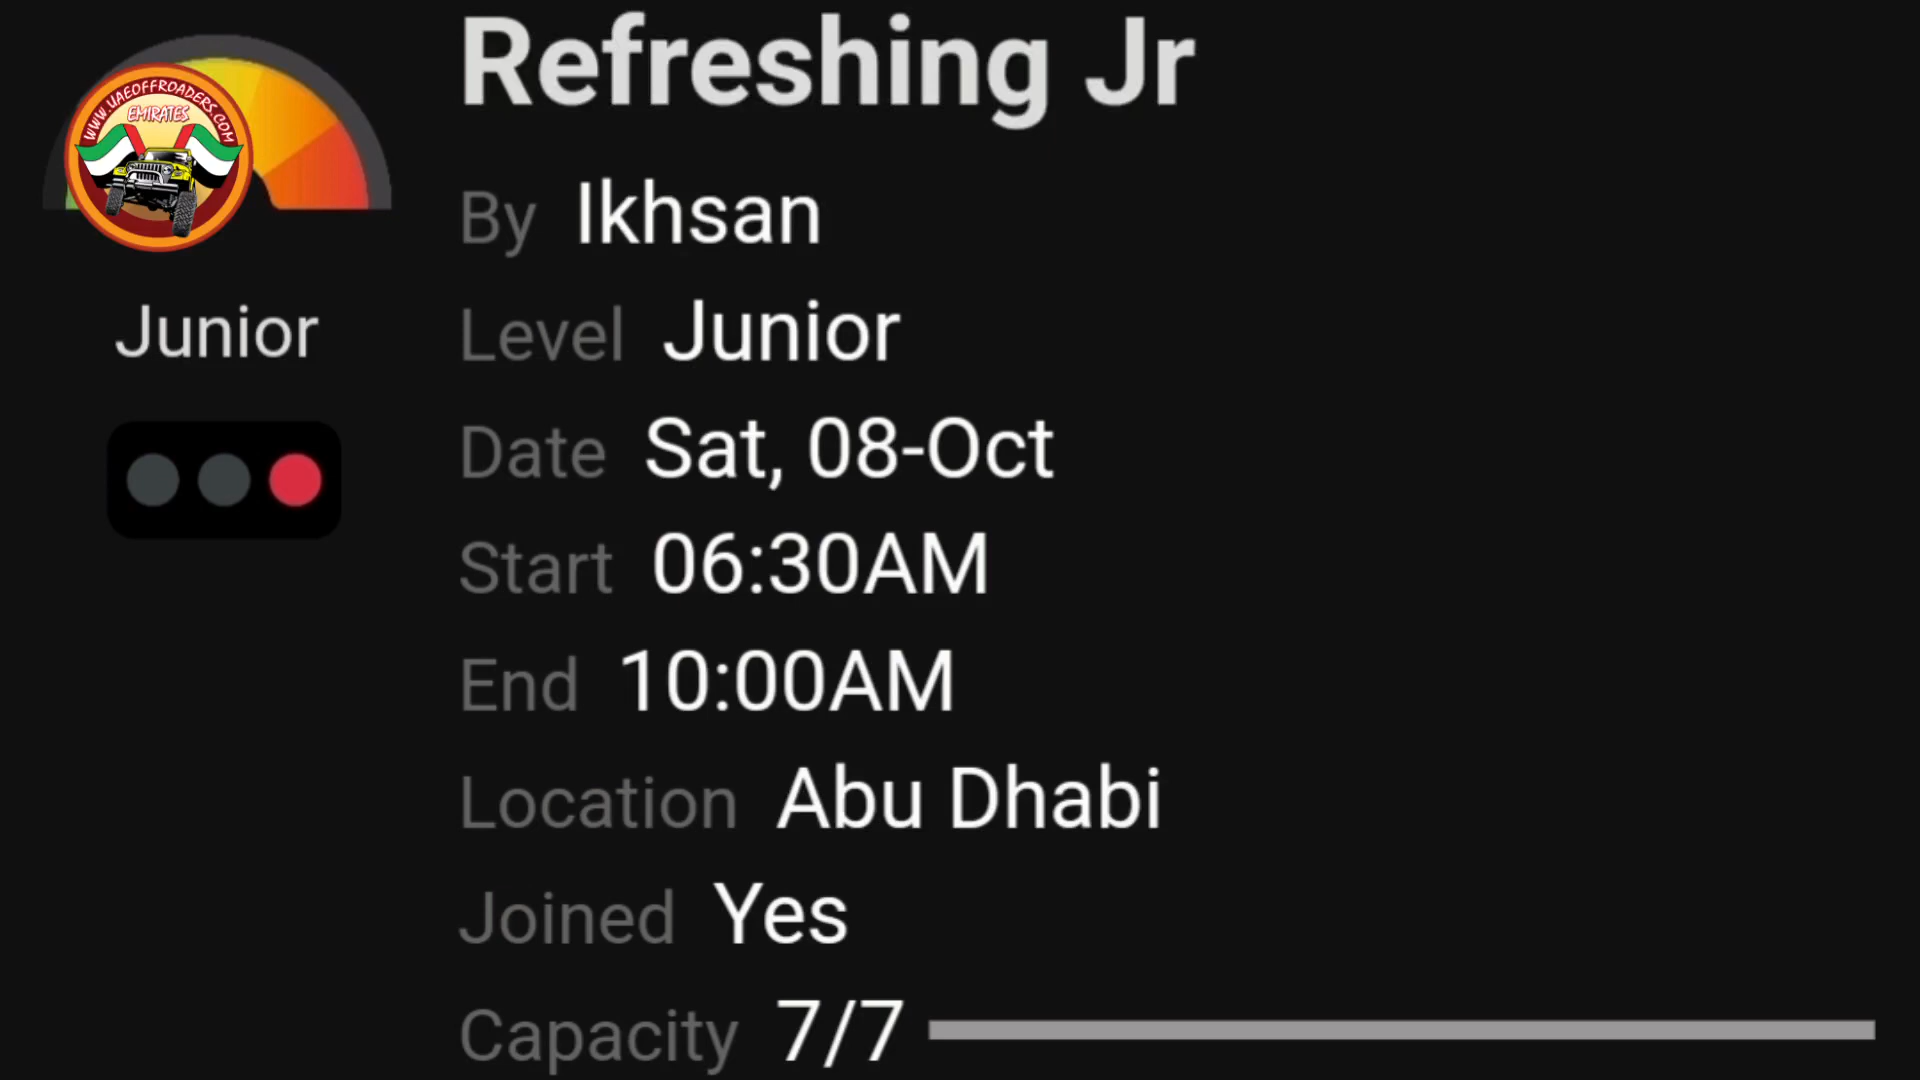 Refreshing Jr
WWW.UAEOFFROADERS.COM
EMIRATES
Junior
By Ikhsan
Level Junior
Date Sat, 08-Oct
Start 06:30AM
End 10:00AM
Location Abu Dhabi
Joined Yes
Capacity 7/7